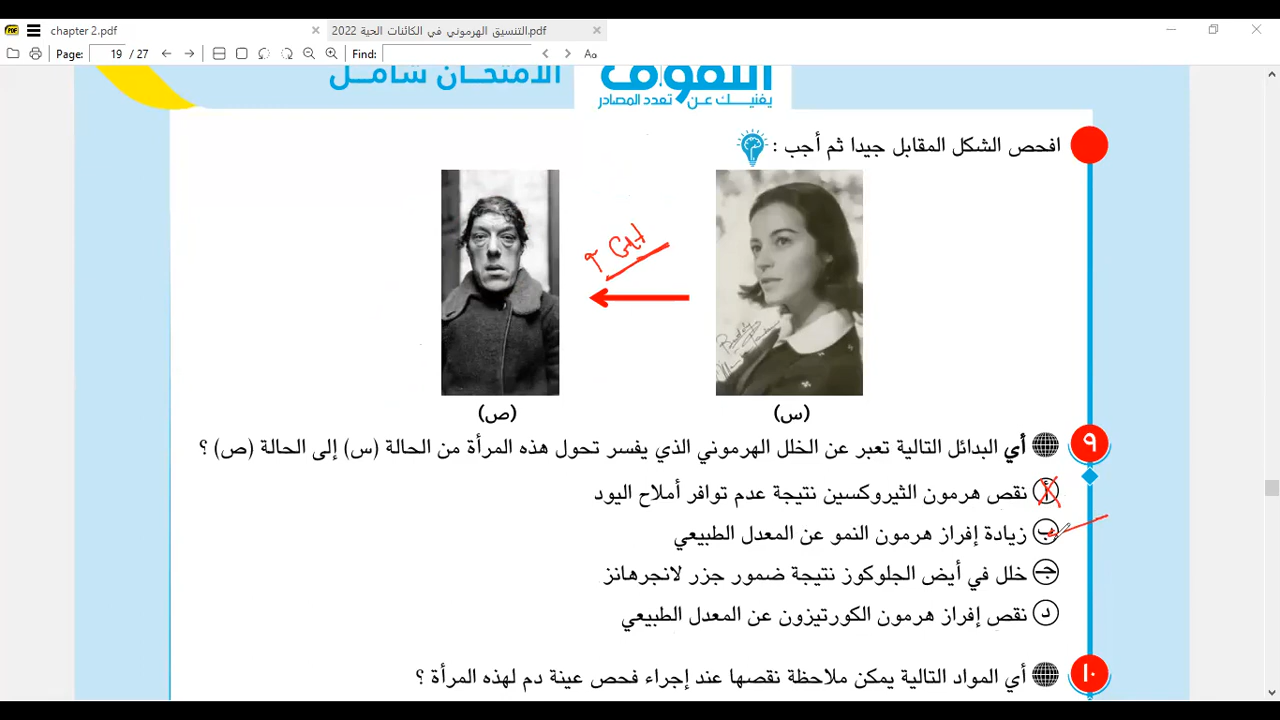 chapter 2.pdf
التنسيق الهرموني في الكائنات الحية 2022.pdf
Page: 19 / 27
Find:
Aa
التفوق
يغنيك عن تعدد المصادر
الامتحان شامل
افحص الشكل المقابل جيدا ثم أجب :
(س)
(ص)
٩ أي البدائل التالية تعبر عن الخلل الهرموني الذي يفسر تحول هذه المرأة من الحالة (س) إلى الحالة (ص) ؟
أ نقص هرمون الثيروكسين نتيجة عدم توافر أملاح اليود
ب زيادة إفراز هرمون النمو عن المعدل الطبيعي
ج خلل في أيض الجلوكوز نتيجة ضمور جزر لانجرهانز
د نقص إفراز هرمون الكورتيزون عن المعدل الطبيعي
١٠ أي المواد التالية يمكن ملاحظة نقصها عند إجراء فحص عينة دم لهذه المرأة ؟